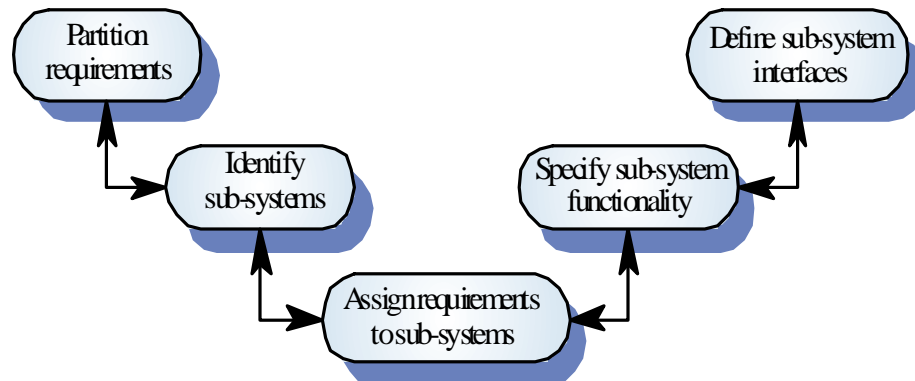 Partition
requirements
Define sub-system
interfaces
Identify
sub-systems
Specify sub-system
functionality
Assign requirements
to sub-systems